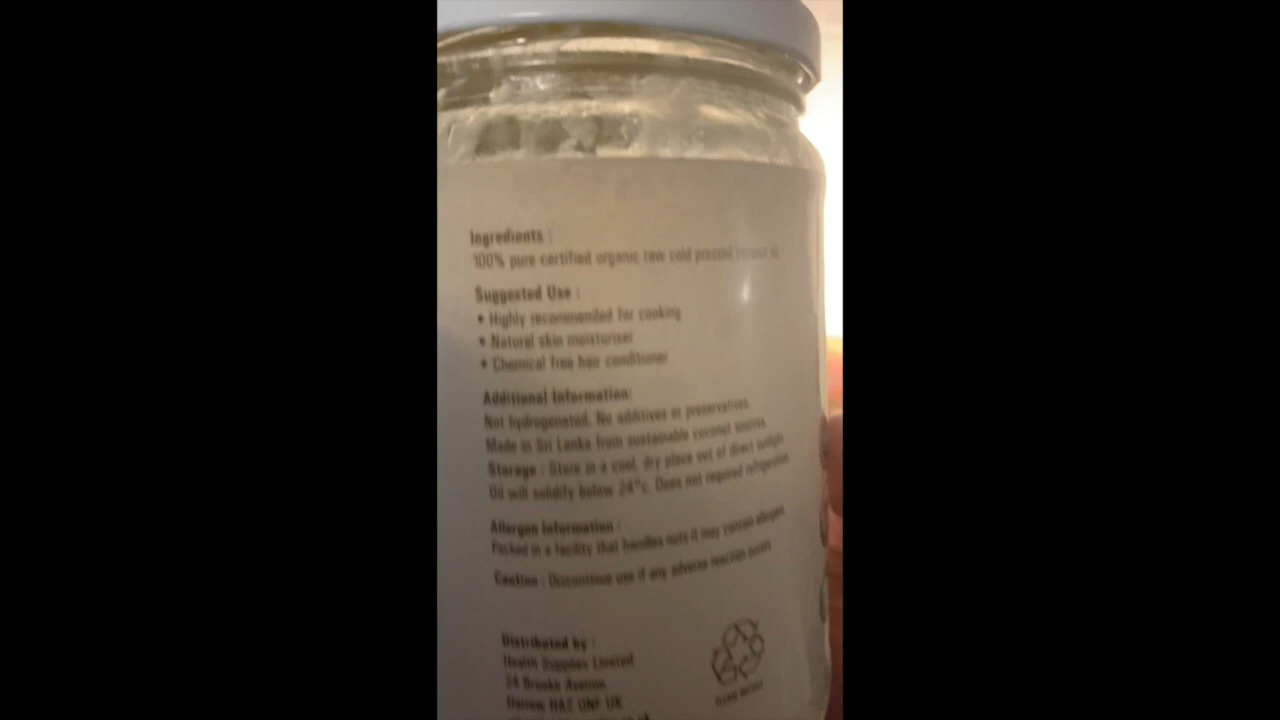 Ingredients :
100% pure certified organic raw cold pressed coconut oil
Suggested Use :
• Highly recommended for cooking
• Natural skin moisturiser
• Chemical free hair conditioner
Additional Information:
Not hydrogenated. No additives or preservatives.
Made in Sri Lanka from sustainable coconut sources.
Storage : Store in a cool, dry place out of direct sunlight
Oil will solidify below 24°c. Does not required refrigeration
Allergen Information :
Packed in a facility that handles nuts it may contain allergens
Caution : Discontinue use if any adverse reaction occurs
Distributed by :
Health Supplies Limited
24 Brooke Avenue,
Harrow HA2 0NF UK